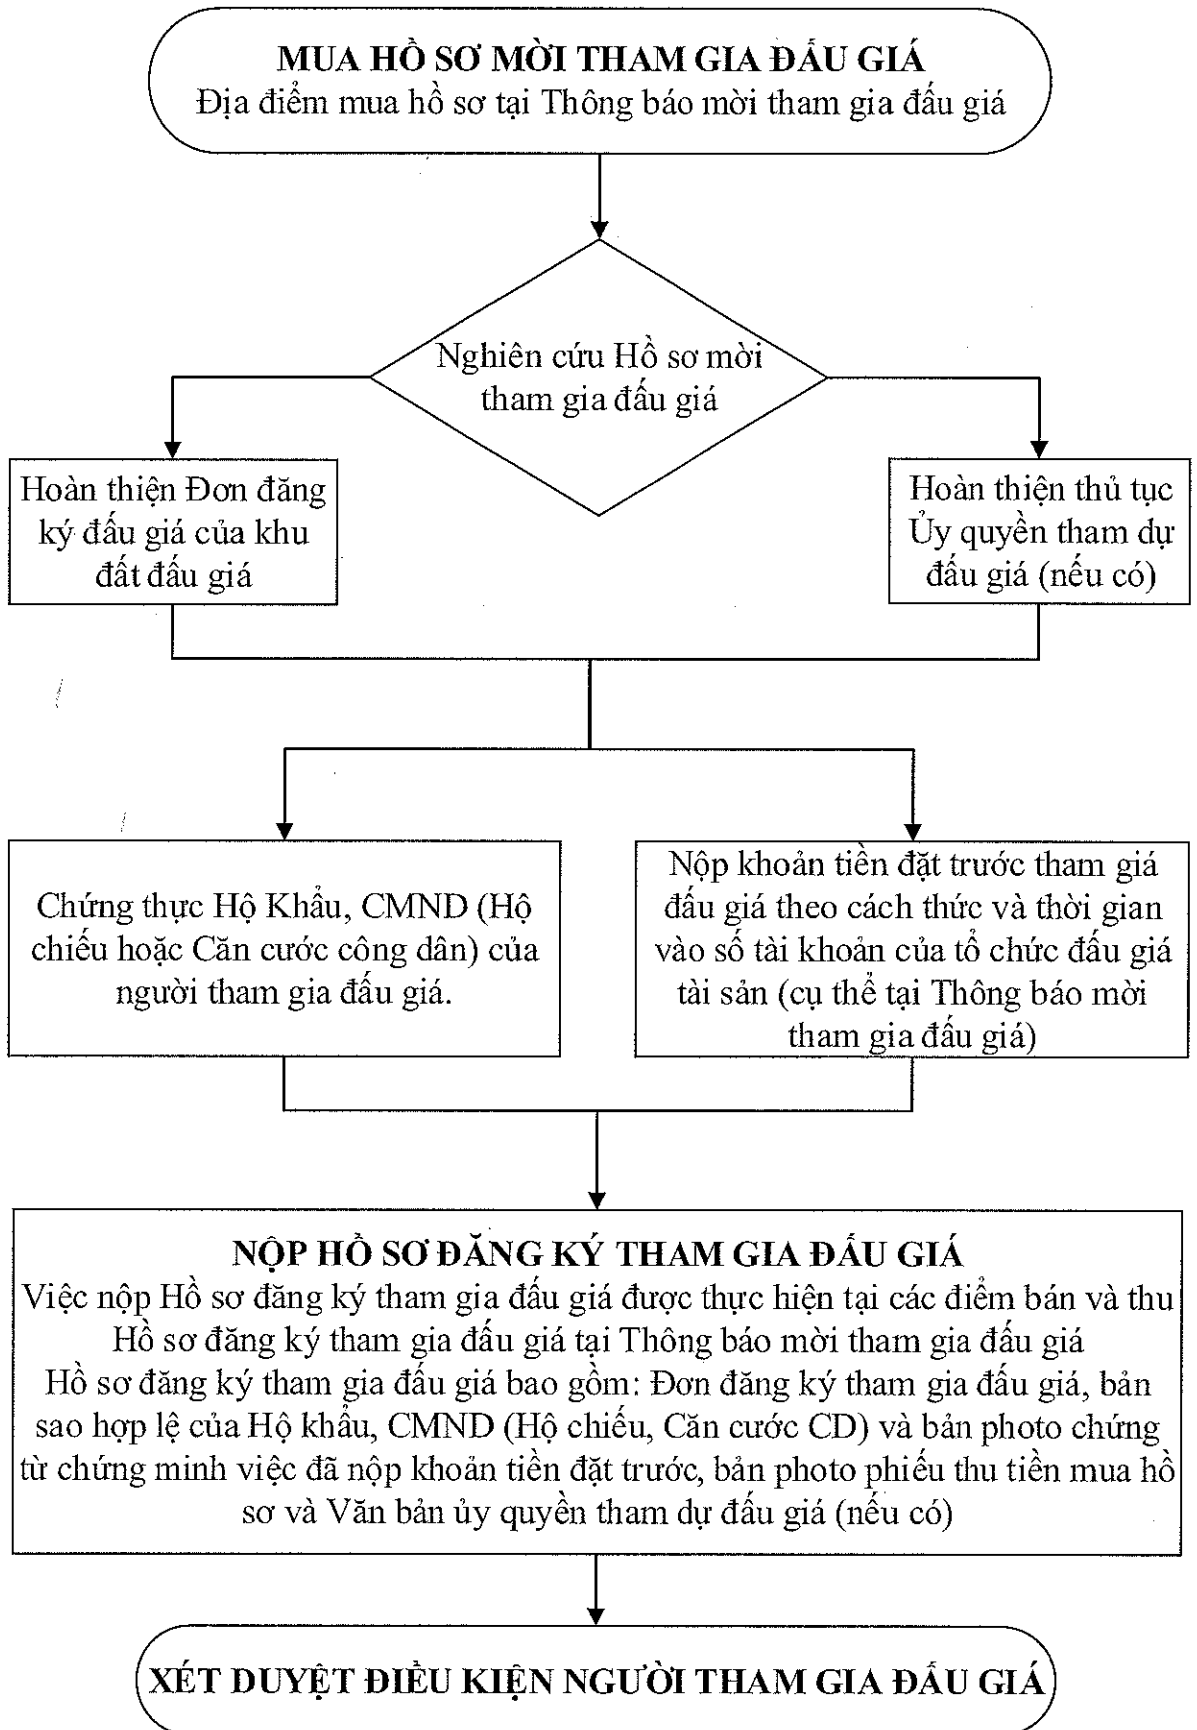 MUA HỒ SƠ MỜI THAM GIA ĐẤU GIÁ
Địa điểm mua hồ sơ tại Thông báo mời tham gia đấu giá
Nghiên cứu Hồ sơ mời
tham gia đấu giá
Hoàn thiện Đơn đăng
ký đấu giá của khu
đất đấu giá
Hoàn thiện thủ tục
Ủy quyền tham dự
đấu giá (nếu có)
Chứng thực Hộ Khẩu, CMND (Hộ
chiếu hoặc Căn cước công dân) của
người tham gia đấu giá.
Nộp khoản tiền đặt trước tham giá
đấu giá theo cách thức và thời gian
vào số tài khoản của tổ chức đấu giá
tài sản (cụ thể tại Thông báo mời
tham gia đấu giá)
NỘP HỒ SƠ ĐĂNG KÝ THAM GIA ĐẤU GIÁ
Việc nộp Hồ sơ đăng ký tham gia đấu giá được thực hiện tại các điểm bán và thu
Hồ sơ đăng ký tham gia đấu giá tại Thông báo mời tham gia đấu giá
Hồ sơ đăng ký tham gia đấu giá bao gồm: Đơn đăng ký tham gia đấu giá, bản
sao hợp lệ của Hộ khẩu, CMND (Hộ chiếu, Căn cước CD) và bản photo chứng
từ chứng minh việc đã nộp khoản tiền đặt trước, bản photo phiếu thu tiền mua hồ
sơ và Văn bản ủy quyền tham dự đấu giá (nếu có)
XÉT DUYỆT ĐIỀU KIỆN NGƯỜI THAM GIA ĐẤU GIÁ